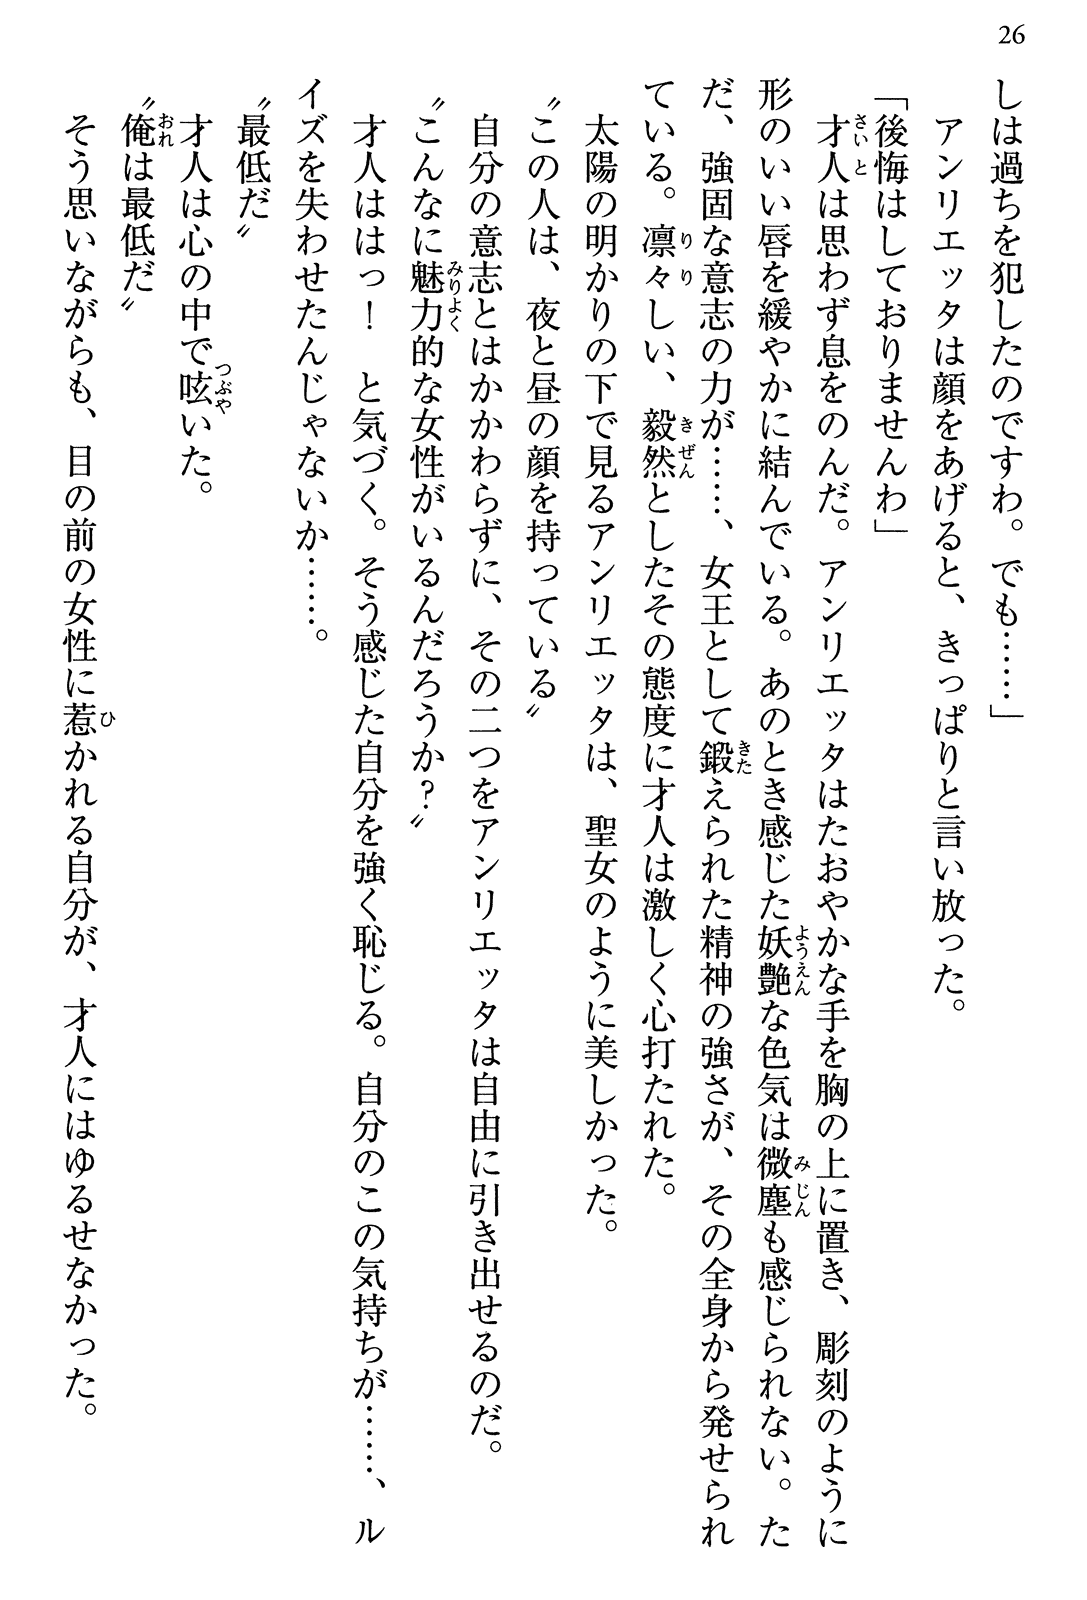 26
しは過ちを犯したのですわ。でも……」
アンリエッタは顔をあげると、きっぱりと言い放った。
「後悔はしておりませんわ」
才人は思わず息をのんだ。アンリエッタはたおやかな手を胸の上に置き、彫刻のように
形のいい唇を緩やかに結んでいる。あのとき感じた妖艶な色気は微塵も感じられない。た
だ、強固な意志の力が……、女王として鍛えられた精神の強さが、その全身から発せられ
ている。凛々しい、毅然としたその態度に才人は激しく心打たれた。
太陽の明かりの下で見るアンリエッタは、聖女のように美しかった。
〝この人は、夜と昼の顔を持っている〟
自分の意志とはかかわらずに、その二つをアンリエッタは自由に引き出せるのだ。
〝こんなに魅力的な女性がいるんだろうか？〟
才人ははっ！　と気づく。そう感じた自分を強く恥じる。自分のこの気持ちが……、ル
イズを失わせたんじゃないか……。
〝最低だ〟
才人は心の中で呟いた。
〝俺は最低だ〟
そう思いながらも、目の前の女性に惹かれる自分が、才人にはゆるせなかった。